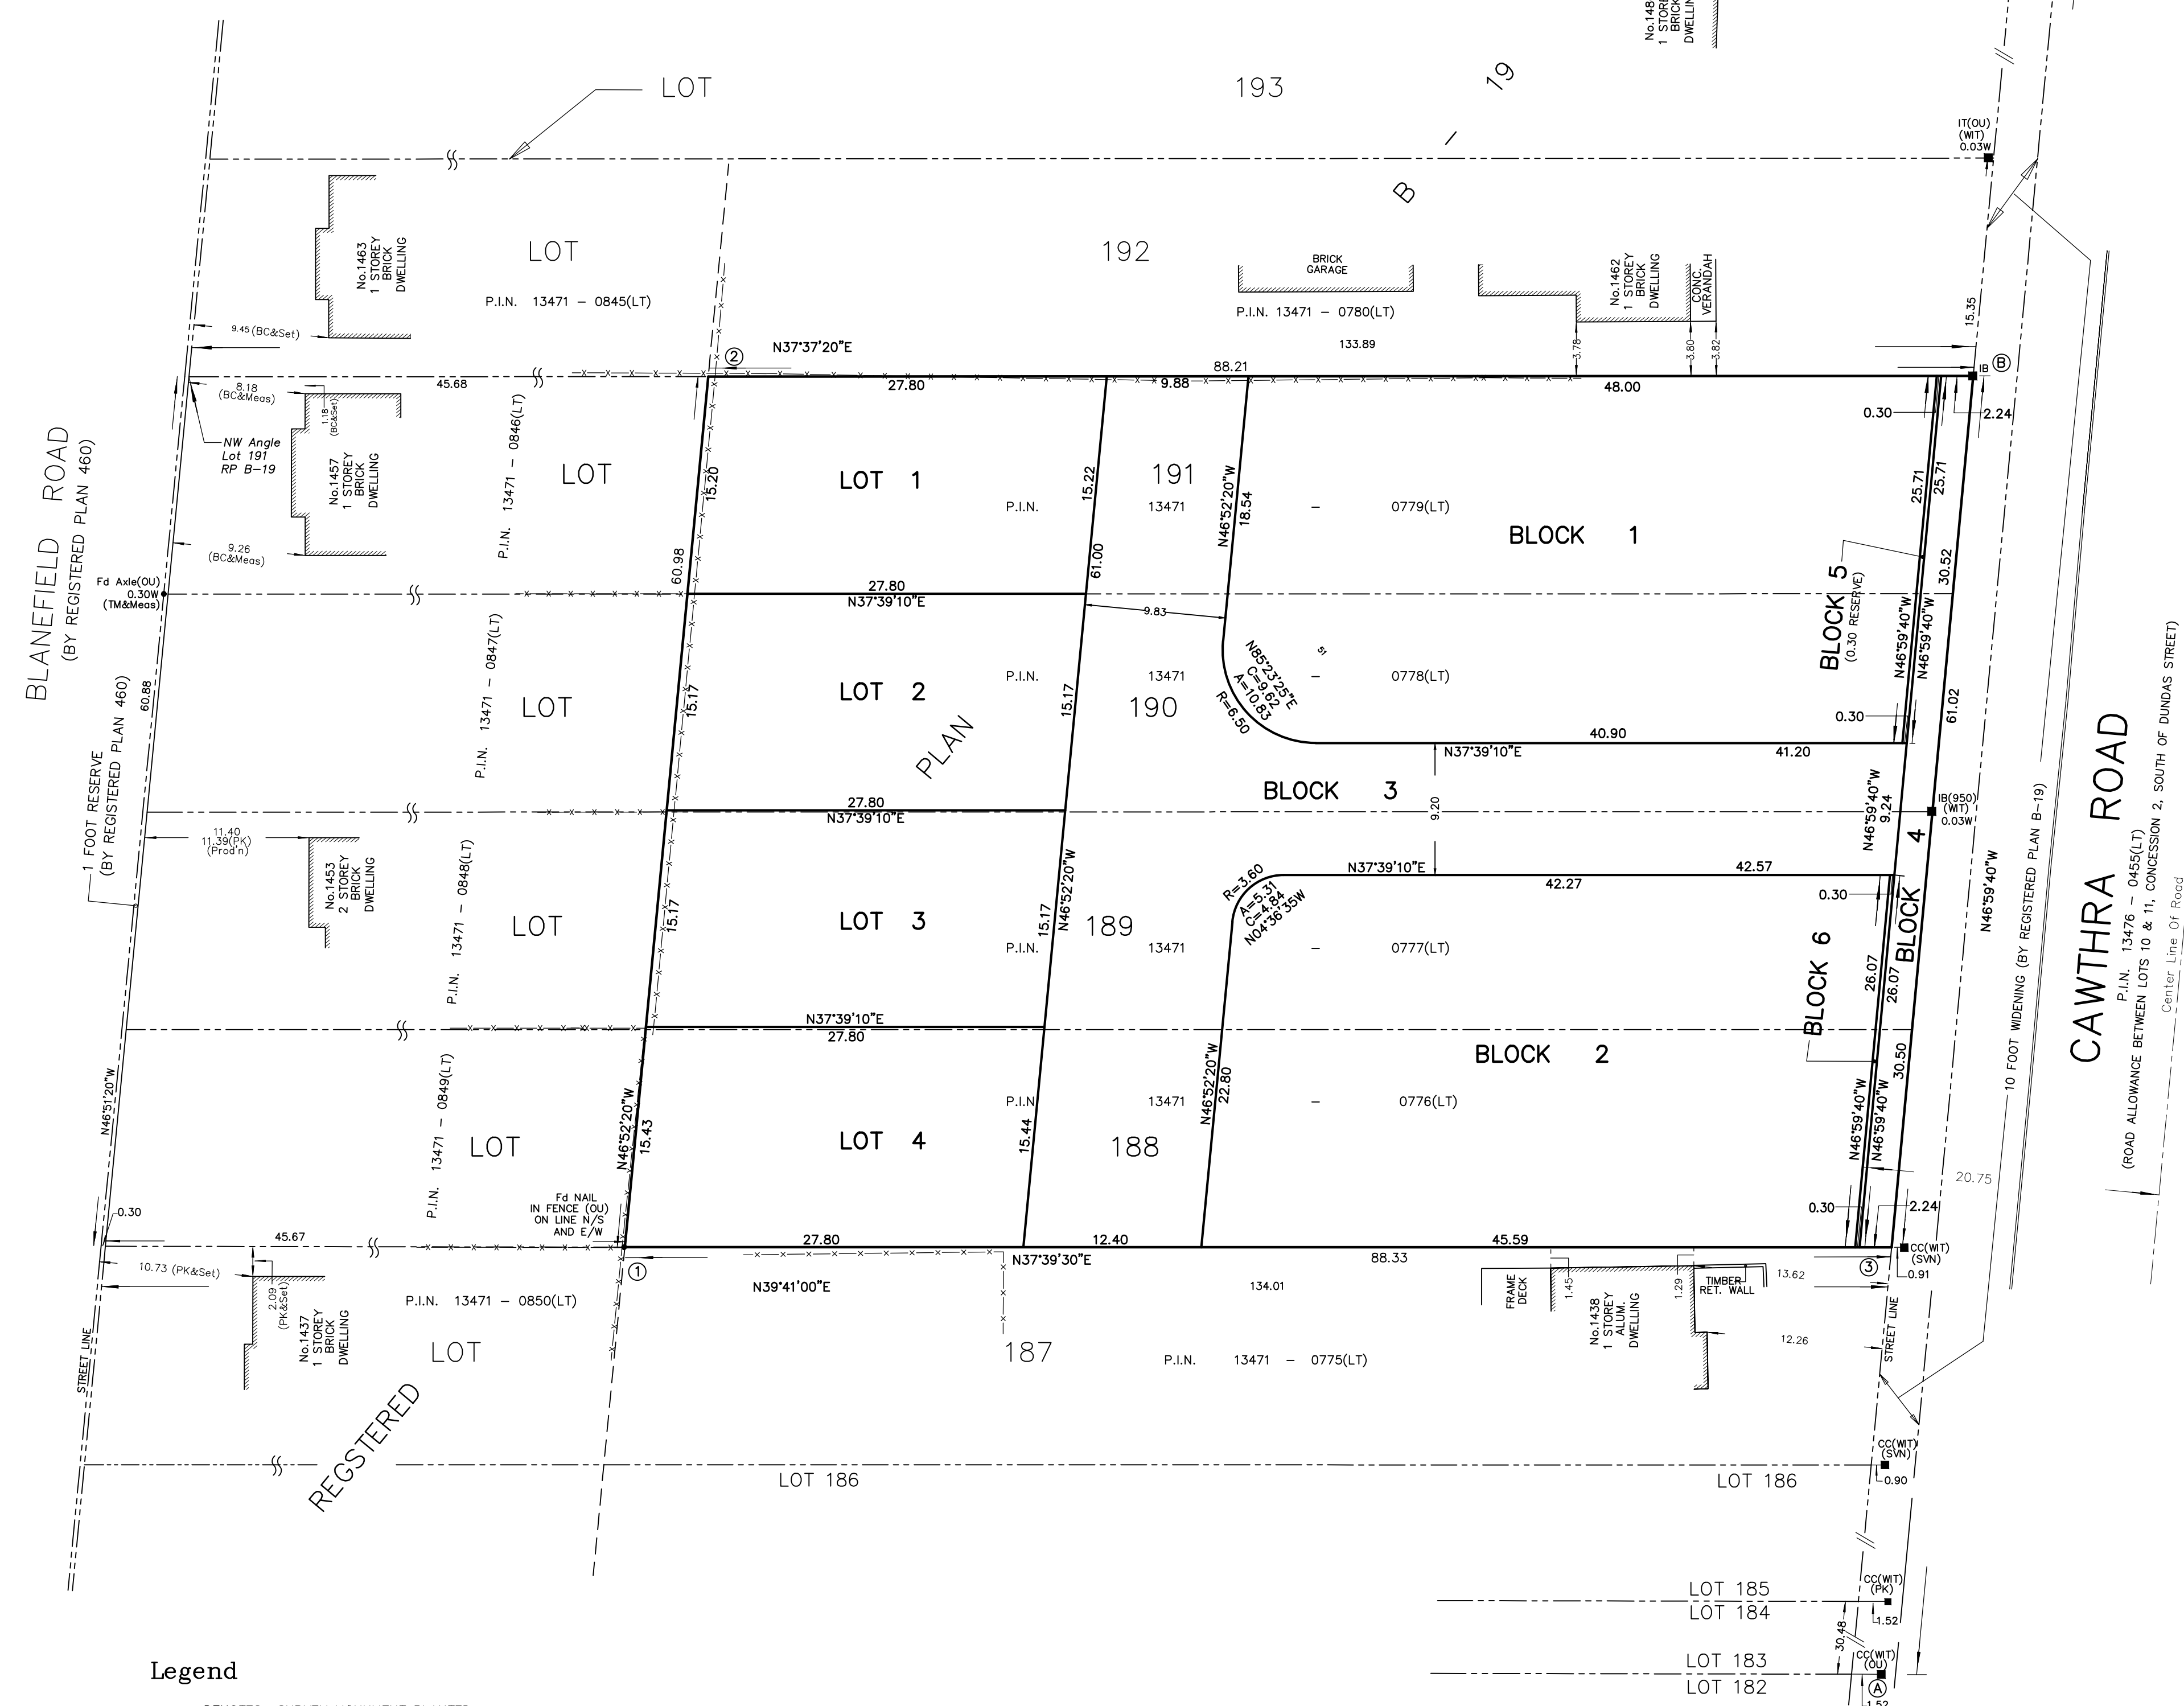 No.148
1 STOREY
BRICK
DWELLIN
LOT 193
B - 19
IT(OU)
(WIT)
0.03W
No.1463
1 STOREY
BRICK
DWELLING
LOT 192
P.I.N. 13471 - 0845(LT)
BRICK
GARAGE
P.I.N. 13471 - 0780(LT)
No.1462
1 STOREY
BRICK
DWELLING
CONC.
VERANDAH
15.35
9.45 (BC&Set)
N37°37'20"E
133.89
3.78
3.80
3.82
2
88.21
IB
B
45.68
27.80
9.88
48.00
0.30
2.24
8.18
(BC&Meas)
1.18
(BC&Set)
NW Angle
Lot 191
RP B-19
No.1457
1 STOREY
BRICK
DWELLING
9.26
(BC&Meas)
P.I.N. 13471 - 0846(LT)
LOT
15.20
LOT 1
15.22
191
N46°52'20"W
18.54
P.I.N. 13471 - 0779(LT)
BLOCK 1
25.71
25.71
BLANEFIELD ROAD
(BY REGISTERED PLAN 460)
60.98
61.00
BLOCK 5
(0.30 RESERVE)
30.52
Fd Axle(OU)
0.30W
(TM&Meas)
27.80
N37°39'10"E
9.83
N46°59'40"W
N46°59'40"W
P.I.N. 13471 - 0847(LT)
60.88
LOT
15.17
LOT 2
15.17
P.I.N. 13471 - 0778(LT)
190
51
N85°23'25"E
C=9.62
A=10.83
R=6.50
0.30
61.02
PLAN
40.90
N37°39'10"E
41.20
1 FOOT RESERVE
(BY REGISTERED PLAN 460)
BLOCK 3
9.20
N46°59'40"W
9.24
IB(950)
(WIT)
0.03W
27.80
N37°39'10"E
BLOCK 4
11.40
11.39(PK)
(Prod'n)
No.1453
2 STOREY
BRICK
DWELLING
P.I.N. 13471 - 0848(LT)
LOT
15.17
LOT 3
15.17
N46°52'20"W
189
P.I.N. 13471 - 0777(LT)
R=3.60
A=5.31
C=4.84
N04°36'35W
N37°39'10"E
42.57
42.27
0.30
BLOCK 6
26.07
26.07
N46°59'40"W
10 FOOT WIDENING (BY REGISTERED PLAN B-19)
CAWTHRA ROAD
P.I.N. 13476 - 0455(LT)
(ROAD ALLOWANCE BETWEEN LOTS 10 & 11, CONCESSION 2, SOUTH OF DUNDAS STREET)
Center Line Of Road
N37°39'10"E
27.80
BLOCK 2
N46°51'20"W
P.I.N. 13471 - 0849(LT)
LOT
N46°52'20"W
15.43
LOT 4
15.44
188
P.I.N. 13471 - 0776(LT)
N46°52'20"W
22.80
N46°59'40"W
N46°59'40"W
30.50
20.75
Fd NAIL
IN FENCE (OU)
ON LINE N/S
AND E/W
0.30
0.30
2.24
45.67
27.80
12.40
45.59
CC(WIT)
(SVN)
0.91
10.73 (PK&Set)
1
N37°39'30"E
88.33
3
N39°41'00"E
134.01
2.09
(PK&Set)
No.1437
1 STOREY
BRICK
DWELLING
P.I.N. 13471 - 0850(LT)
FRAME
DECK
1.45
No.1438
1 STOREY
ALUM.
DWELLING
1.29
TIMBER
RET. WALL
13.62
12.26
STREET LINE
STREET LINE
LOT 187
P.I.N. 13471 - 0775(LT)
REGSTERED
CC(WIT)
(SVN)
0.90
LOT 186
LOT 186
CC(WIT)
(PK)
1.52
LOT 185
LOT 184
30.48
LOT 183
LOT 182
CC(WIT)
(OU)
A
1.52
Legend